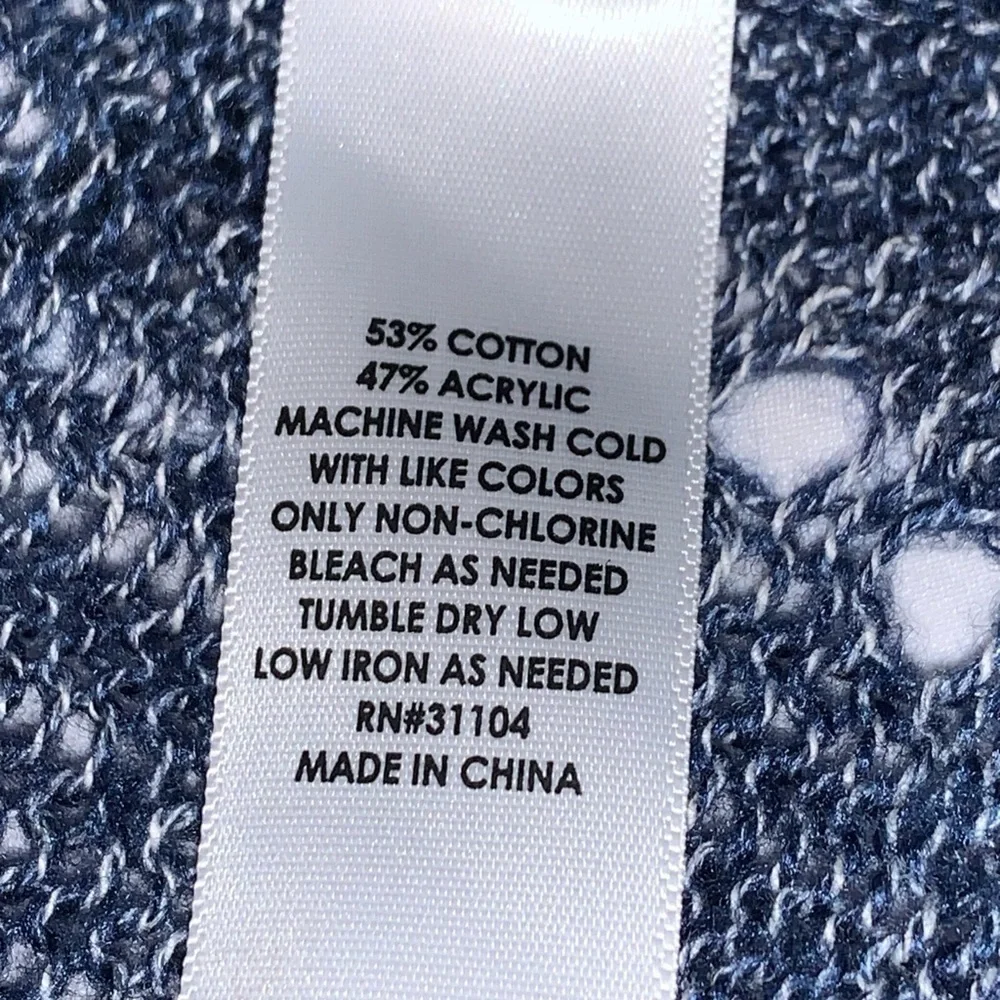 53% COTTON
47% ACRYLIC
MACHINE WASH COLD
WITH LIKE COLORS
ONLY NON-CHLORINE
BLEACH AS NEEDED
TUMBLE DRY LOW
LOW IRON AS NEEDED
RN#31104
MADE IN CHINA